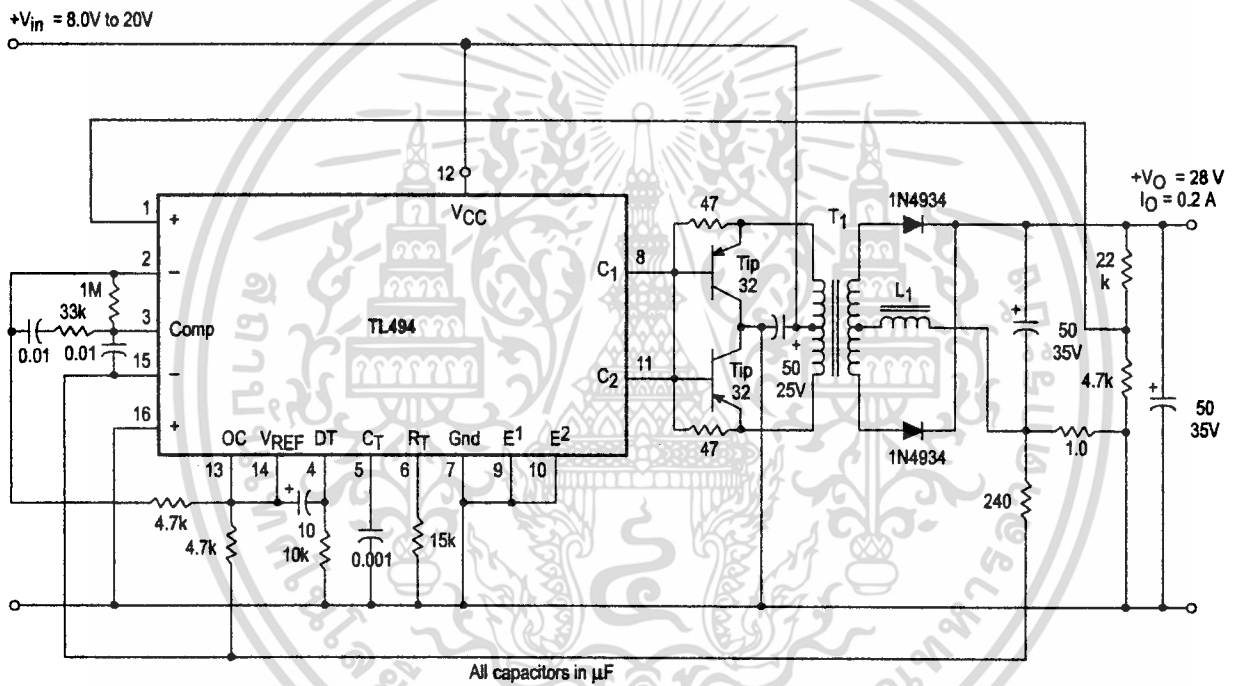 +Vin = 8.0V to 20V
12
VCC
1
+
2
−
1M
33k
3
Comp
0.01
0.01
15
−
16
+
TL494
C1
8
C2
11
OC
VREF
DT
CT
RT
Gnd
E1
E2
13
14
4
5
6
7
9
10
+
4.7k
4.7k
10
10k
0.001
15k
47
Tip
32
Tip
32
47
+
50
25V
T1
1N4934
L1
1N4934
+VO = 28 V
IO = 0.2 A
22
k
+
50
35V
4.7k
+
50
35V
1.0
240
All capacitors in µF